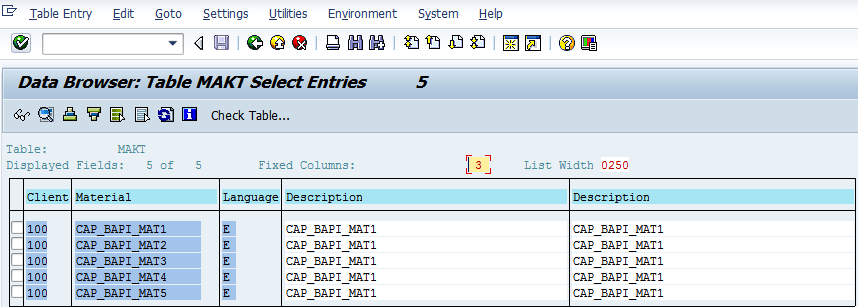 Table Entry Edit Goto Settings Utilities Environment System Help
Data Browser: Table MAKT Select Entries 5
Check Table...
Table: MAKT
Displayed Fields: 5 of 5 Fixed Columns: 3 List Width 0250
Client Material Language Description Description
100 CAP_BAPI_MAT1 E CAP_BAPI_MAT1 CAP_BAPI_MAT1
100 CAP_BAPI_MAT2 E CAP_BAPI_MAT1 CAP_BAPI_MAT1
100 CAP_BAPI_MAT3 E CAP_BAPI_MAT1 CAP_BAPI_MAT1
100 CAP_BAPI_MAT4 E CAP_BAPI_MAT1 CAP_BAPI_MAT1
100 CAP_BAPI_MAT5 E CAP_BAPI_MAT1 CAP_BAPI_MAT1